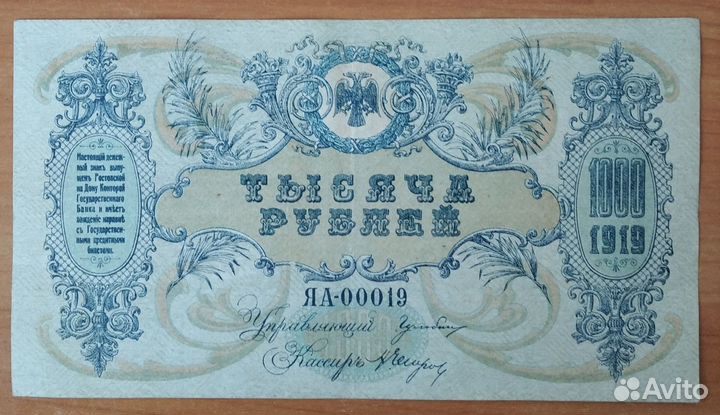 Настоящій денеж-
ный знакъ выпу-
щенъ Ростовской
на Дону Конторой
Государственнаго
Банка и имѣетъ
хожденіе наравнѣ
съ Государствен-
ными кредитными
билетами.
ТЫСЯЧА
РУБЛЕЙ
1000
1919
ЯА-00019
Управляющій
Кассиръ
Avito